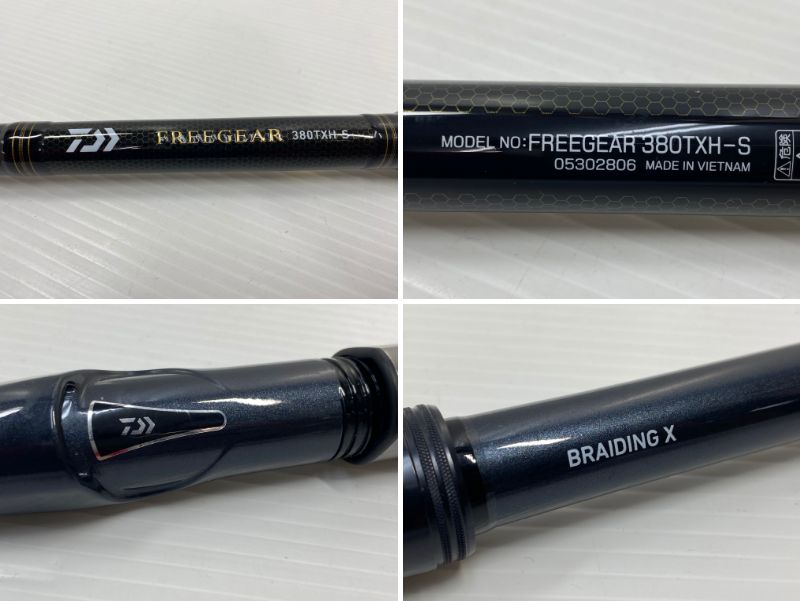 FREEGEAR 380TXH-S
MODEL NO:FREEGEAR 380TXH-S
05302806 MADE IN VIETNAM
危険
BRAIDING X